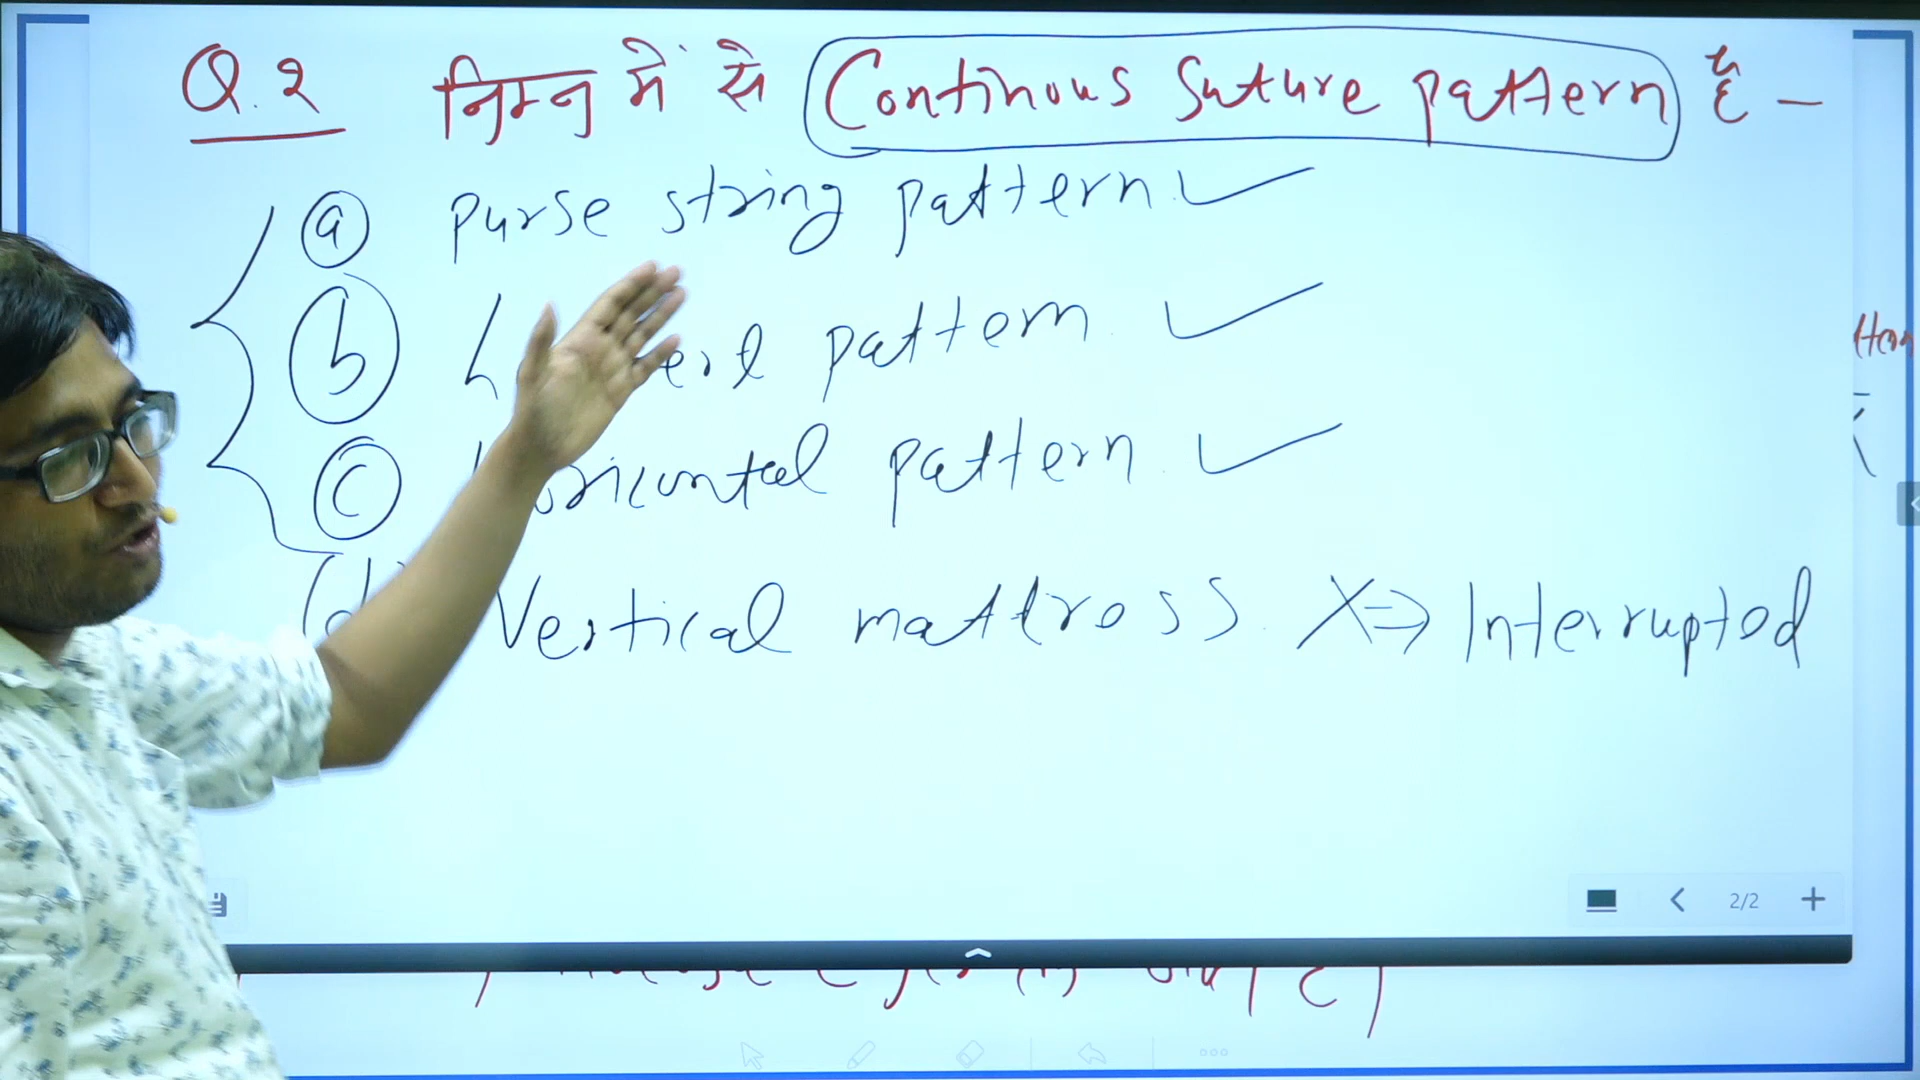 Q.2 निम्न में से Continous Suture pattern है -
(a) Purse string pattern ✓
(b) pattern ✓
(c) pattern ✓
(d) Vertical mattross X ⇒ Interrupted
2/2